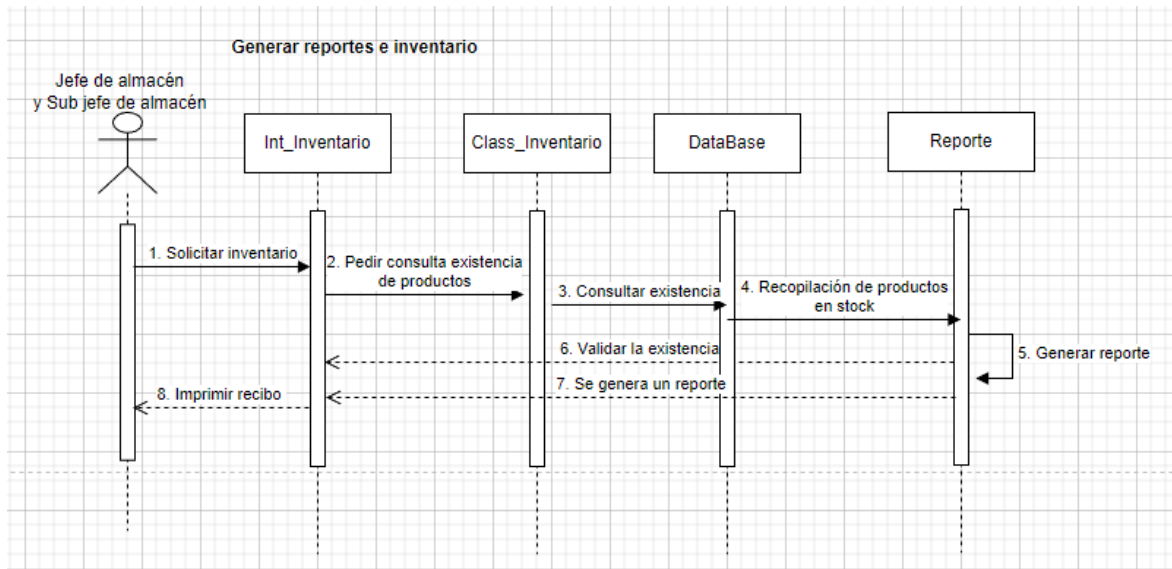 Generar reportes e inventario
Jefe de almacén
y Sub jefe de almacén
Int_Inventario
Class_Inventario
DataBase
Reporte
1. Solicitar inventario
2. Pedir consulta existencia
de productos
3. Consultar existencia
4. Recopilación de productos
en stock
5. Generar reporte
6. Validar la existencia
7. Se genera un reporte
8. Imprimir recibo